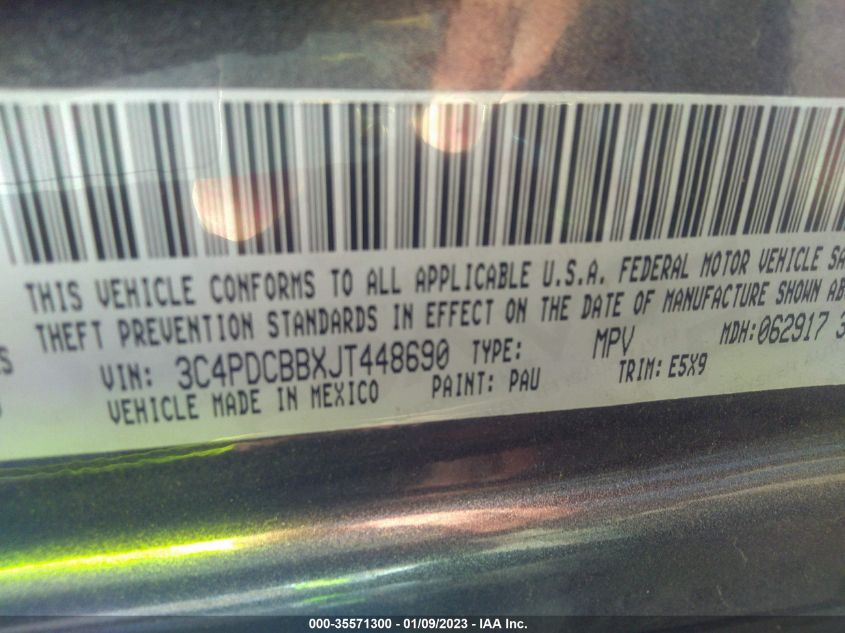 THIS VEHICLE CONFORMS TO ALL APPLICABLE U.S.A. FEDERAL MOTOR VEHICLE SA
THEFT PREVENTION STANDARDS IN EFFECT ON THE DATE OF MANUFACTURE SHOWN AB
VIN: 3C4PDCBBXJT448690 TYPE: MPV MDH:062917 3
VEHICLE MADE IN MEXICO PAINT: PAU TRIM: E5X9
000-35571300 - 01/09/2023 - IAA Inc.